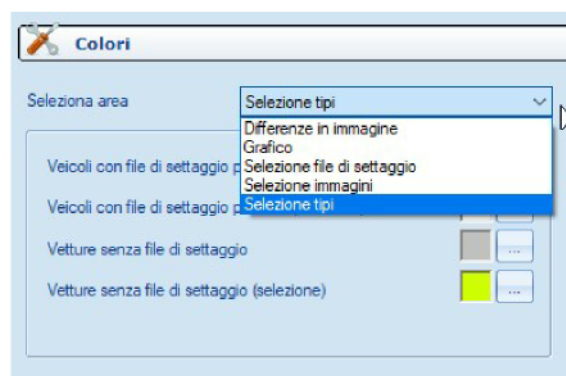 Colori
Seleziona area
Selezione tipi
Differenze in immagine
Grafico
Selezione file di settaggio
Selezione immagini
Selezione tipi
Veicoli con file di settaggio
Veicoli con file di settaggio
Vetture senza file di settaggio
...
Vetture senza file di settaggio (selezione)
...